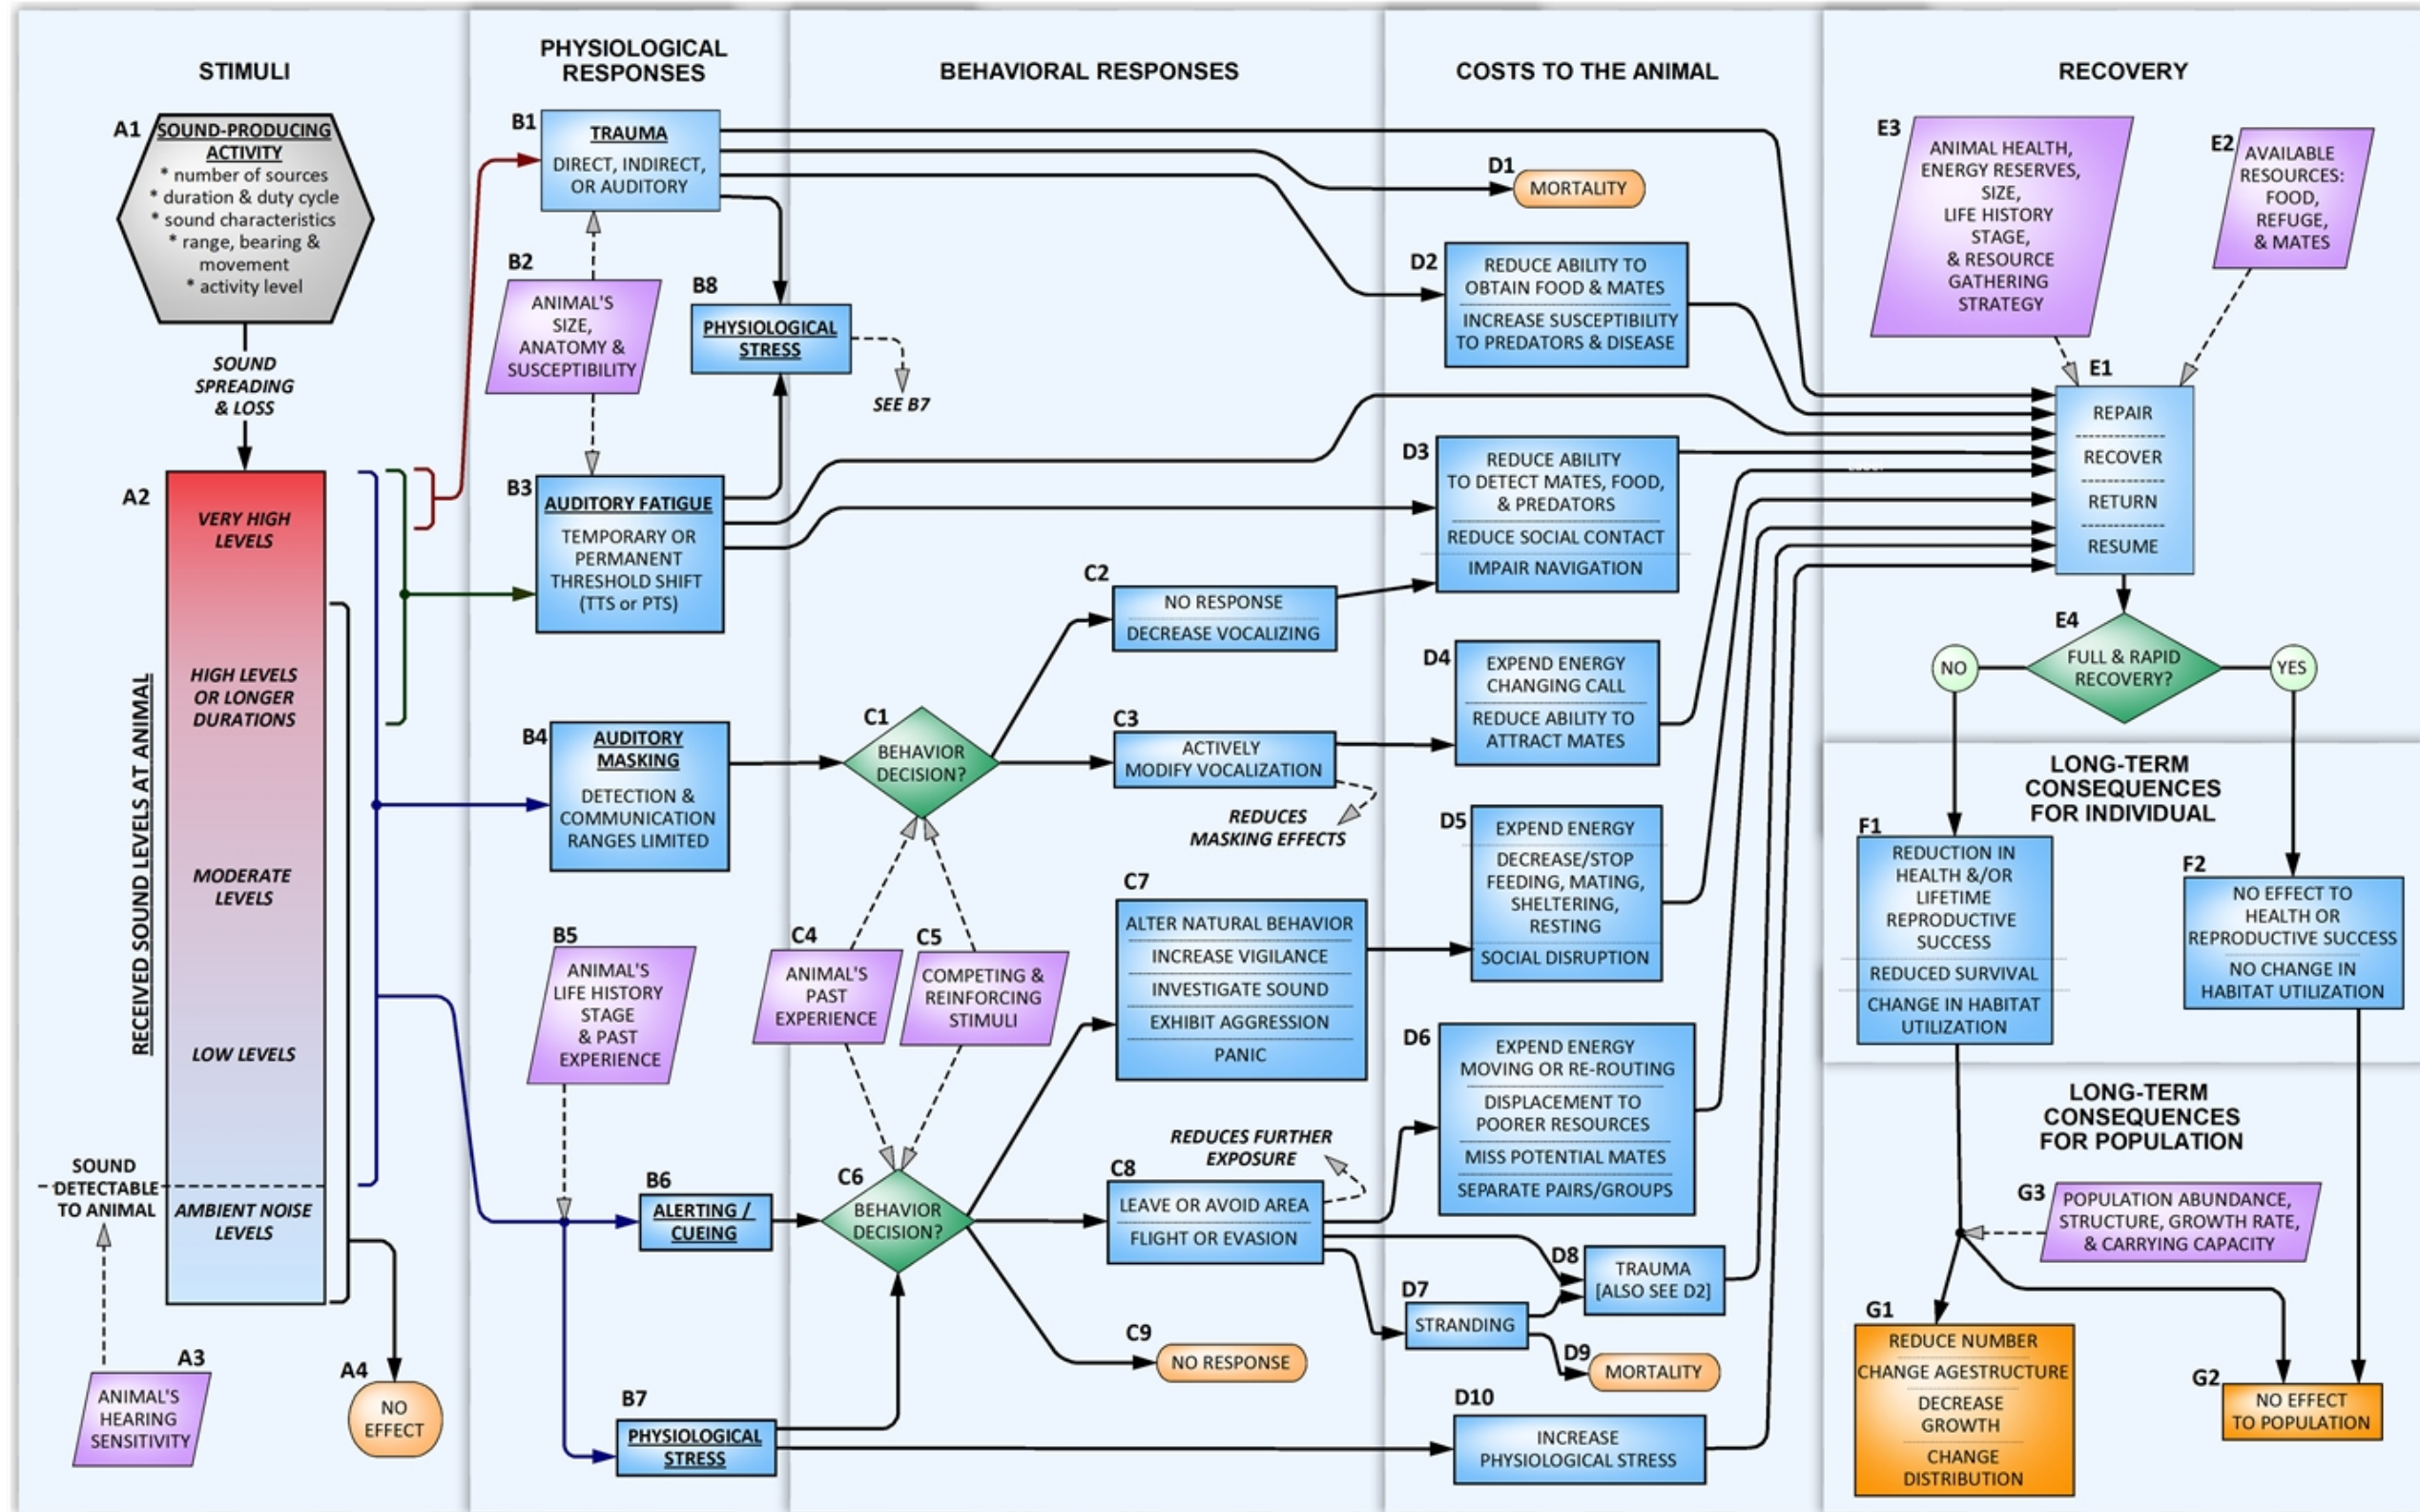 STIMULI
PHYSIOLOGICAL
RESPONSES
BEHAVIORAL RESPONSES
COSTS TO THE ANIMAL
RECOVERY
A1
SOUND-PRODUCING
ACTIVITY
* number of sources
* duration & duty cycle
* sound characteristics
* range, bearing &
movement
* activity level
SOUND
SPREADING
& LOSS
A2
VERY HIGH
LEVELS
HIGH LEVELS
OR LONGER
DURATIONS
MODERATE
LEVELS
LOW LEVELS
AMBIENT NOISE
LEVELS
RECEIVED SOUND LEVELS AT ANIMAL
SOUND
DETECTABLE
TO ANIMAL
A3
ANIMAL'S
HEARING
SENSITIVITY
A4
NO
EFFECT
B1
TRAUMA
DIRECT, INDIRECT,
OR AUDITORY
B2
ANIMAL'S
SIZE,
ANATOMY &
SUSCEPTIBILITY
B8
PHYSIOLOGICAL
STRESS
SEE B7
B3
AUDITORY FATIGUE
TEMPORARY OR
PERMANENT
THRESHOLD SHIFT
(TTS or PTS)
B4
AUDITORY
MASKING
DETECTION &
COMMUNICATION
RANGES LIMITED
B5
ANIMAL'S
LIFE HISTORY
STAGE
& PAST
EXPERIENCE
B6
ALERTING /
CUEING
B7
PHYSIOLOGICAL
STRESS
C1
BEHAVIOR
DECISION?
C2
NO RESPONSE
DECREASE VOCALIZING
C3
ACTIVELY
MODIFY VOCALIZATION
REDUCES
MASKING EFFECTS
C4
ANIMAL'S
PAST
EXPERIENCE
C5
COMPETING &
REINFORCING
STIMULI
C6
BEHAVIOR
DECISION?
C7
ALTER NATURAL BEHAVIOR
INCREASE VIGILANCE
INVESTIGATE SOUND
EXHIBIT AGGRESSION
PANIC
REDUCES FURTHER
EXPOSURE
C8
LEAVE OR AVOID AREA
FLIGHT OR EVASION
C9
NO RESPONSE
D1
MORTALITY
D2
REDUCE ABILITY TO
OBTAIN FOOD & MATES
INCREASE SUSCEPTIBILITY
TO PREDATORS & DISEASE
D3
REDUCE ABILITY
TO DETECT MATES, FOOD,
& PREDATORS
REDUCE SOCIAL CONTACT
IMPAIR NAVIGATION
D4
EXPEND ENERGY
CHANGING CALL
REDUCE ABILITY TO
ATTRACT MATES
D5
EXPEND ENERGY
DECREASE/STOP
FEEDING, MATING,
SHELTERING,
RESTING
SOCIAL DISRUPTION
D6
EXPEND ENERGY
MOVING OR RE-ROUTING
DISPLACEMENT TO
POORER RESOURCES
MISS POTENTIAL MATES
SEPARATE PAIRS/GROUPS
D7
STRANDING
D8
TRAUMA
[ALSO SEE D2]
D9
MORTALITY
D10
INCREASE
PHYSIOLOGICAL STRESS
E3
ANIMAL HEALTH,
ENERGY RESERVES,
SIZE,
LIFE HISTORY
STAGE,
& RESOURCE
GATHERING
STRATEGY
E2
AVAILABLE
RESOURCES:
FOOD,
REFUGE,
& MATES
E1
REPAIR
RECOVER
RETURN
RESUME
E4
FULL & RAPID
RECOVERY?
NO
YES
LONG-TERM
CONSEQUENCES
FOR INDIVIDUAL
F1
REDUCTION IN
HEALTH &/OR
LIFETIME
REPRODUCTIVE
SUCCESS
REDUCED SURVIVAL
CHANGE IN HABITAT
UTILIZATION
F2
NO EFFECT TO
HEALTH OR
REPRODUCTIVE SUCCESS
NO CHANGE IN
HABITAT UTILIZATION
LONG-TERM
CONSEQUENCES
FOR POPULATION
G3
POPULATION ABUNDANCE,
STRUCTURE, GROWTH RATE,
& CARRYING CAPACITY
G1
REDUCE NUMBER
CHANGE AGESTRUCTURE
DECREASE
GROWTH
CHANGE
DISTRIBUTION
G2
NO EFFECT
TO POPULATION